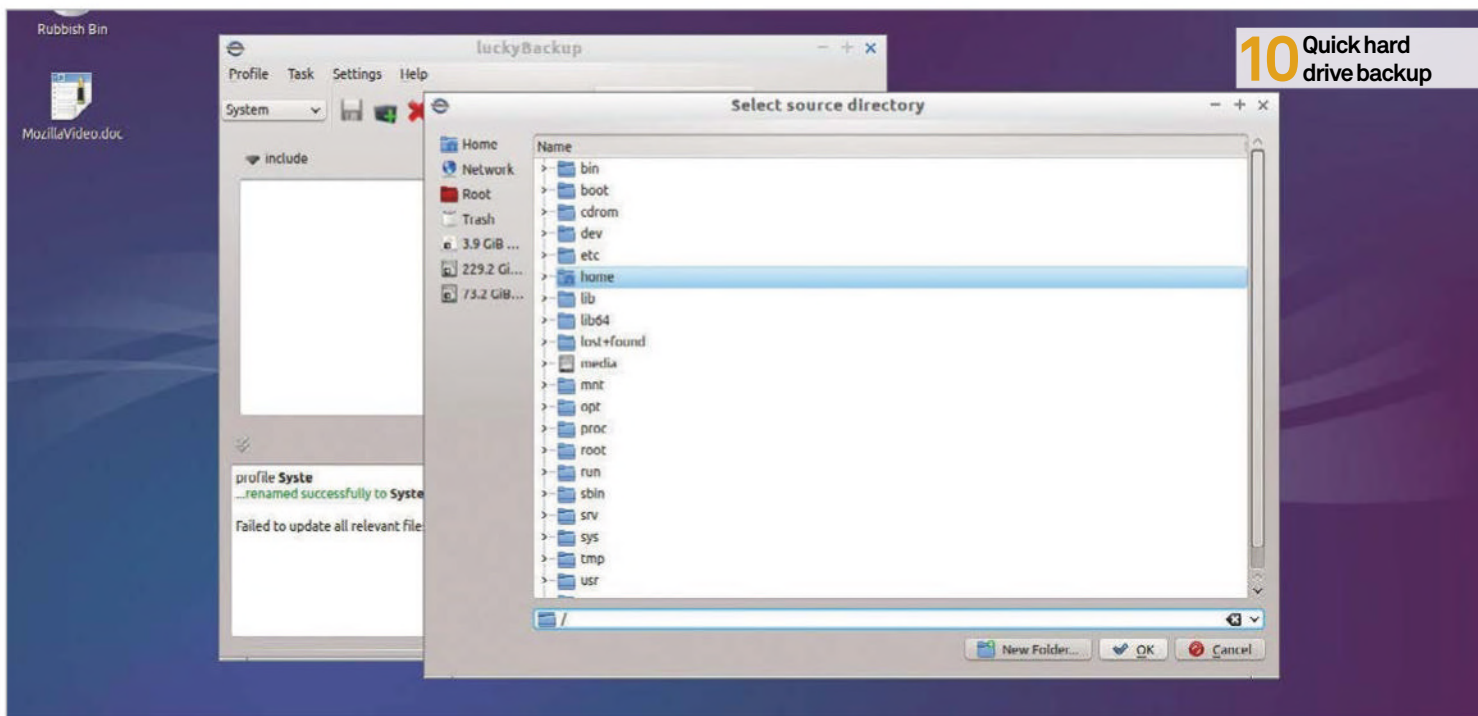 Rubbish Bin
MozillaVideo.doc
10 Quick hard
drive backup
luckyBackup
Profile Task Settings Help
System
include
profile Syste
...renamed successfully to Syste
Failed to update all relevant file
Select source directory
Home
Network
Root
Trash
3.9 GiB ...
229.2 Gi...
73.2 GiB...
Name
bin
boot
cdrom
dev
etc
home
lib
lib64
lost+found
media
mnt
opt
proc
root
run
sbin
srv
sys
tmp
usr
/
New Folder...
OK
Cancel